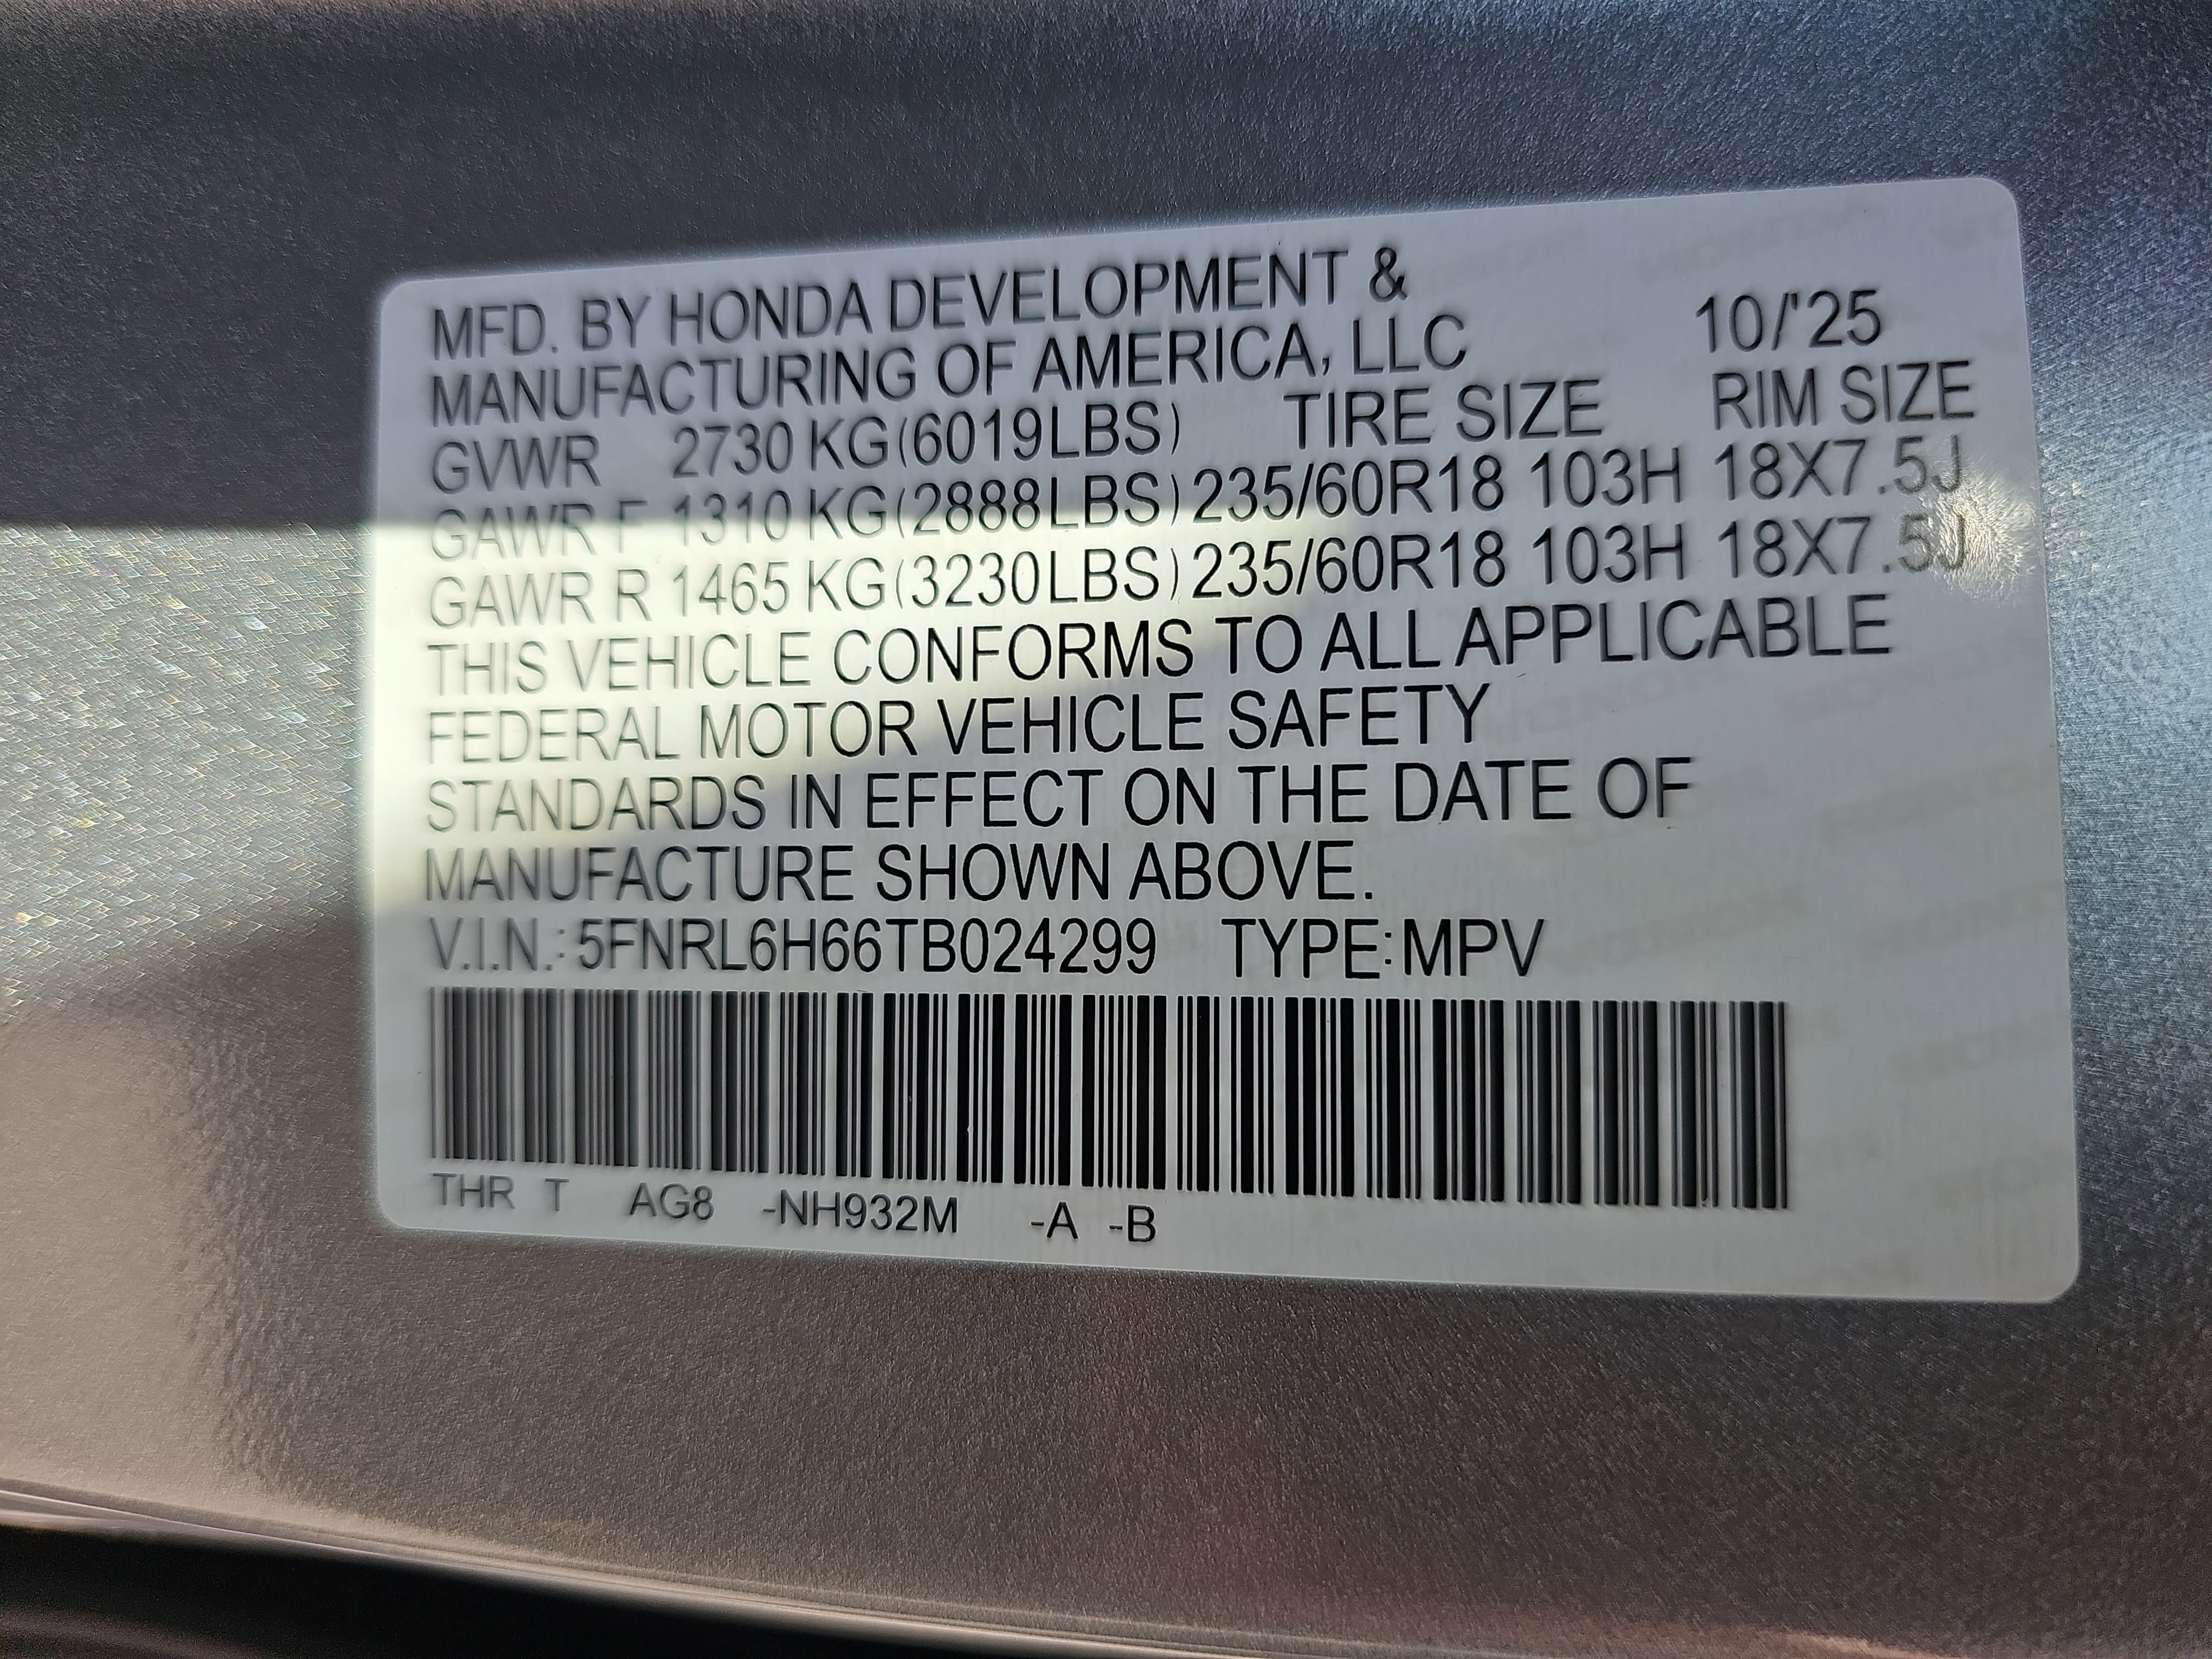 MFD. BY HONDA DEVELOPMENT &
MANUFACTURING OF AMERICA, LLC 10/'25
GVWR 2730 KG(6019LBS) TIRE SIZE RIM SIZE
GAWR F 1310 KG(2888LBS) 235/60R18 103H 18X7.5J
GAWR R 1465 KG(3230LBS) 235/60R18 103H 18X7.5J
THIS VEHICLE CONFORMS TO ALL APPLICABLE
FEDERAL MOTOR VEHICLE SAFETY
STANDARDS IN EFFECT ON THE DATE OF
MANUFACTURE SHOWN ABOVE.
V.I.N.: 5FNRL6H66TB024299 TYPE: MPV
THR T AG8 -NH932M -A -B